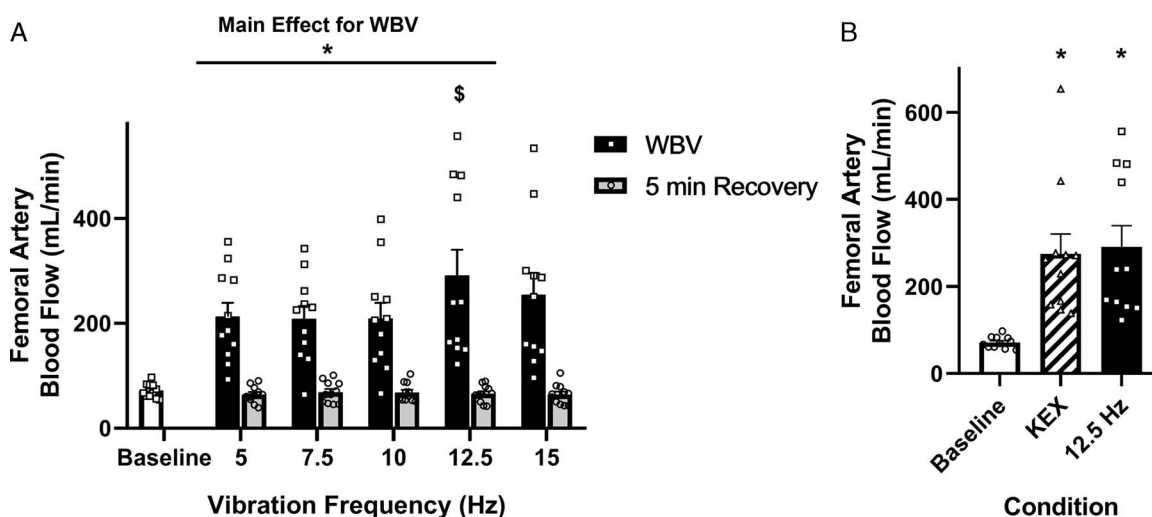 A
Main Effect for WBV
*
$
Femoral Artery
Blood Flow (mL/min)
400
200
0
WBV
5 min Recovery
Baseline 5 7.5 10 12.5 15
Vibration Frequency (Hz)
B
* *
Femoral Artery
Blood Flow (mL/min)
600
400
200
0
Baseline
KEX
12.5 Hz
Condition